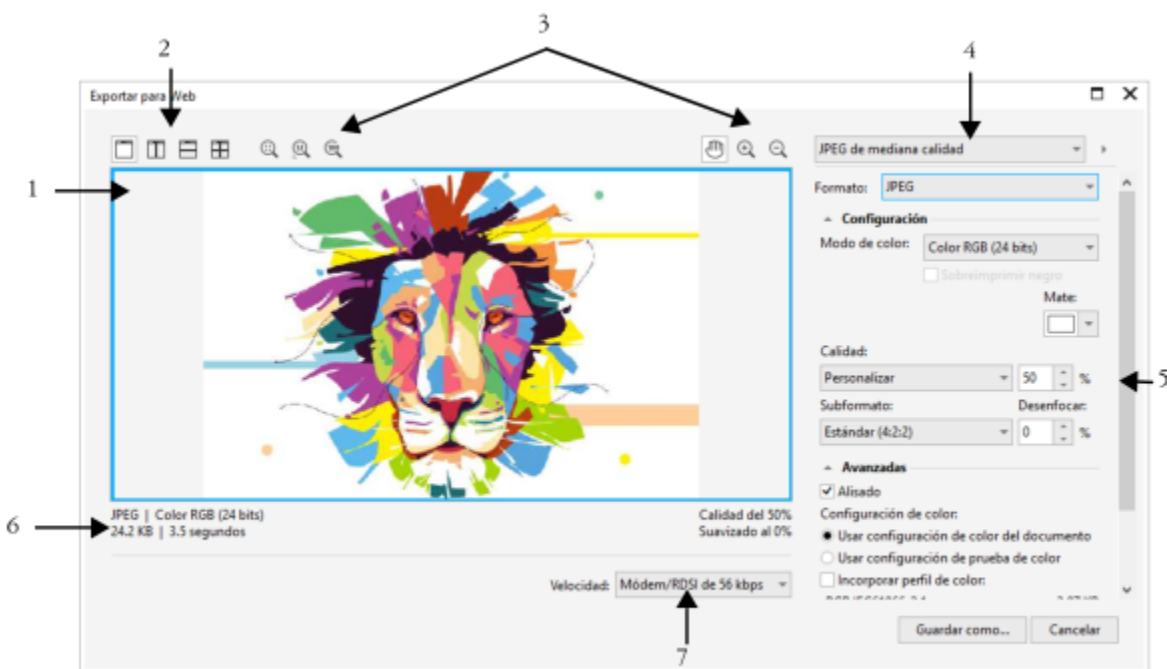 3
2
4
Exportar para Web
JPEG de mediana calidad
1
Formato: JPEG
Configuración
Modo de color: Color RGB (24 bits)
Sobreimprimir negro
Mate:
Calidad:
Personalizar 50 %
5
Subformato: Desenfocar:
Estándar (4:2:2) 0 %
Avanzadas
Alisado
JPEG | Color RGB (24 bits) Calidad del 50%
Configuración de color:
6
24.2 KB | 3.5 segundos Suavizado al 0%
Usar configuración de color del documento
Usar configuración de prueba de color
Velocidad: Módem/RDSI de 56 kbps
Incorporar perfil de color:
Guardar como... Cancelar
7